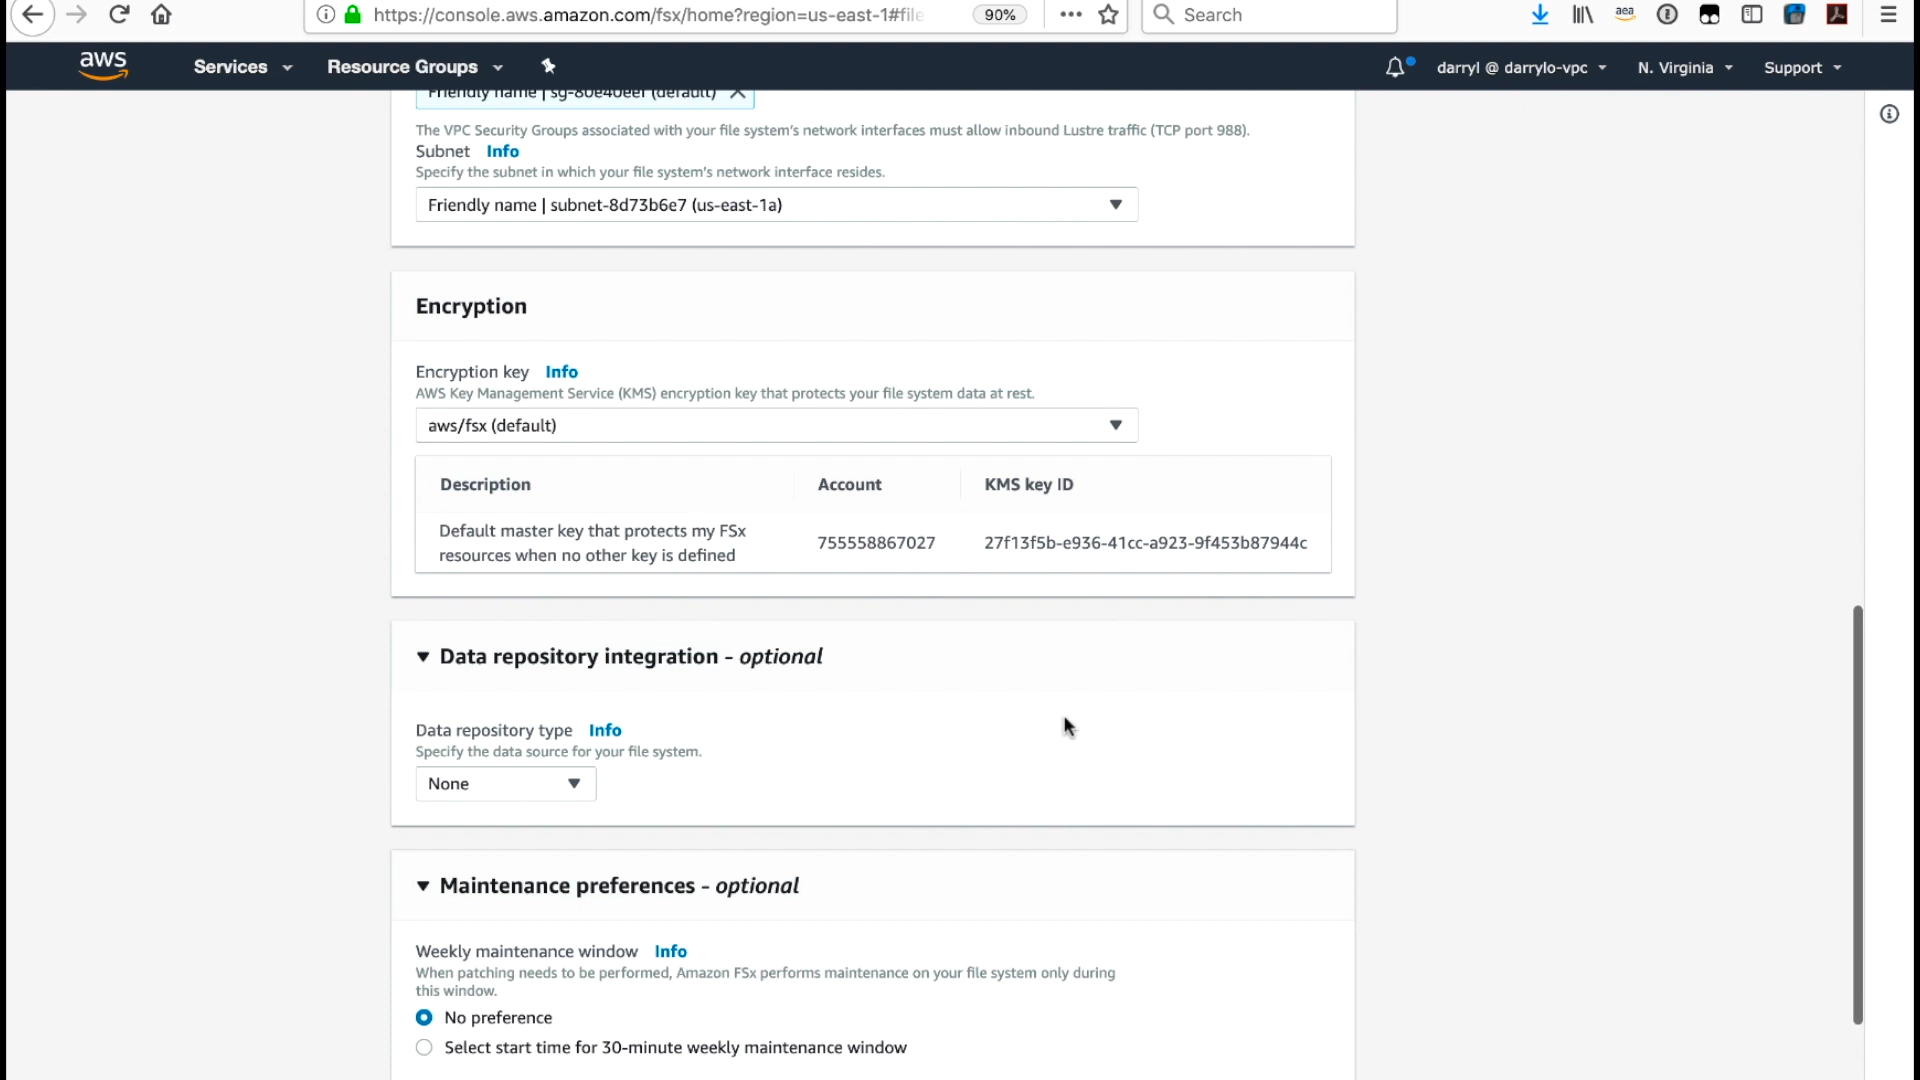 https://console.aws.amazon.com/fsx/home?region=us-east-1#file
90%
Search
aea
aws
Services
Resource Groups
darryl @ darrylo-vpc
N. Virginia
Support
Friendly name | sg-80e40eef (default)
The VPC Security Groups associated with your file system's network interfaces must allow inbound Lustre traffic (TCP port 988).
Subnet Info
Specify the subnet in which your file system's network interface resides.
Friendly name | subnet-8d73b6e7 (us-east-1a)
Encryption
Encryption key Info
AWS Key Management Service (KMS) encryption key that protects your file system data at rest.
aws/fsx (default)
Description Account KMS key ID
Default master key that protects my FSx
resources when no other key is defined
755558867027
27f13f5b-e936-41cc-a923-9f453b87944c
Data repository integration - optional
Data repository type Info
Specify the data source for your file system.
None
Maintenance preferences - optional
Weekly maintenance window Info
When patching needs to be performed, Amazon FSx performs maintenance on your file system only during
this window.
No preference
Select start time for 30-minute weekly maintenance window